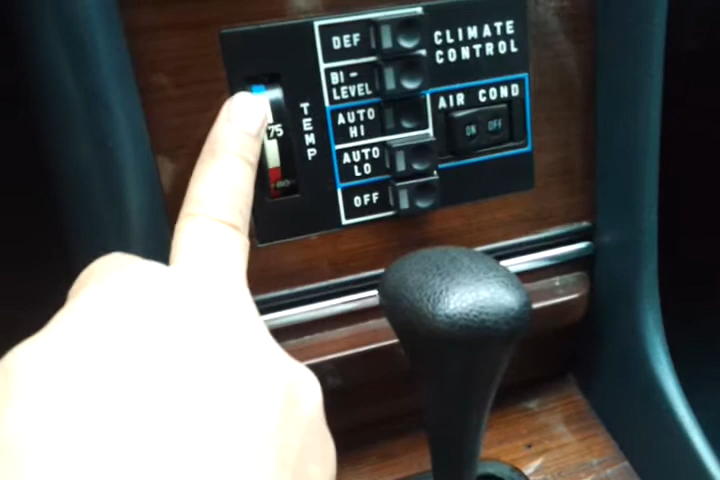 DEF
BI-
LEVEL
AUTO
HI
AUTO
LO
OFF
CLIMATE
CONTROL
AIR COND
ON OFF
TEMP
75